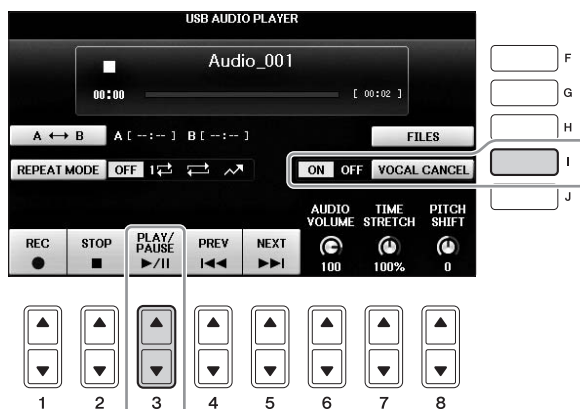 USB AUDIO PLAYER
Audio_001
00:00 [ 00:02 ]
A ↔ B A [ --:-- ] B [ --:-- ] FILES
REPEAT MODE OFF 1 ON OFF VOCAL CANCEL
AUDIO VOLUME TIME STRETCH PITCH SHIFT
100 100% 0
REC STOP PLAY/PAUSE PREV NEXT
F
G
H
I
J
1 2 3 4 5 6 7 8